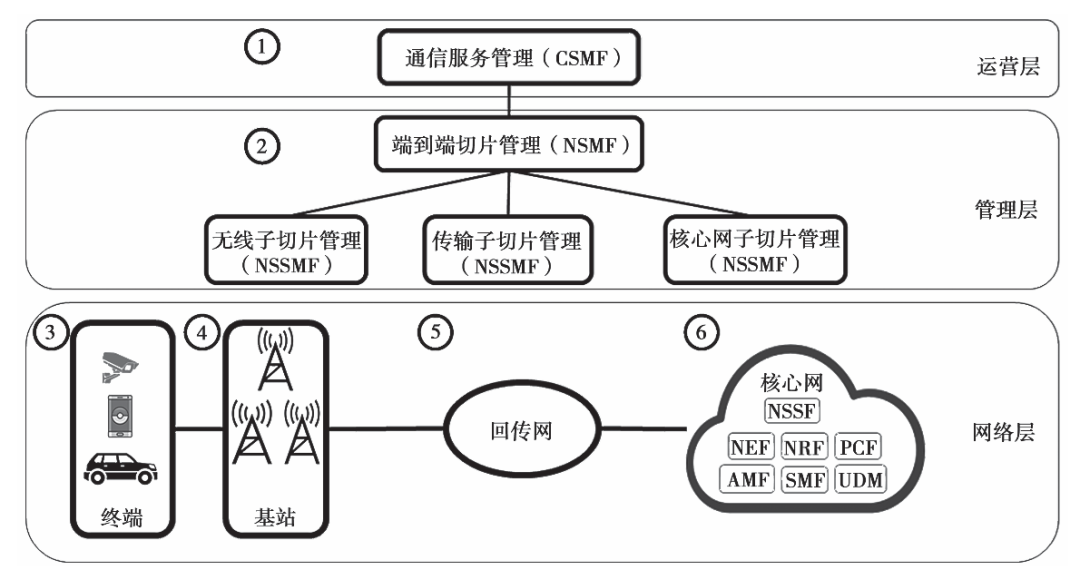 ①
通信服务管理（CSMF）
运营层
②
端到端切片管理（NSMF）
管理层
无线子切片管理
（NSSMF）
传输子切片管理
（NSSMF）
核心网子切片管理
（NSSMF）
③
④
⑤
⑥
终端
基站
回传网
核心网
NSSF
NEF NRF PCF
AMF SMF UDM
网络层